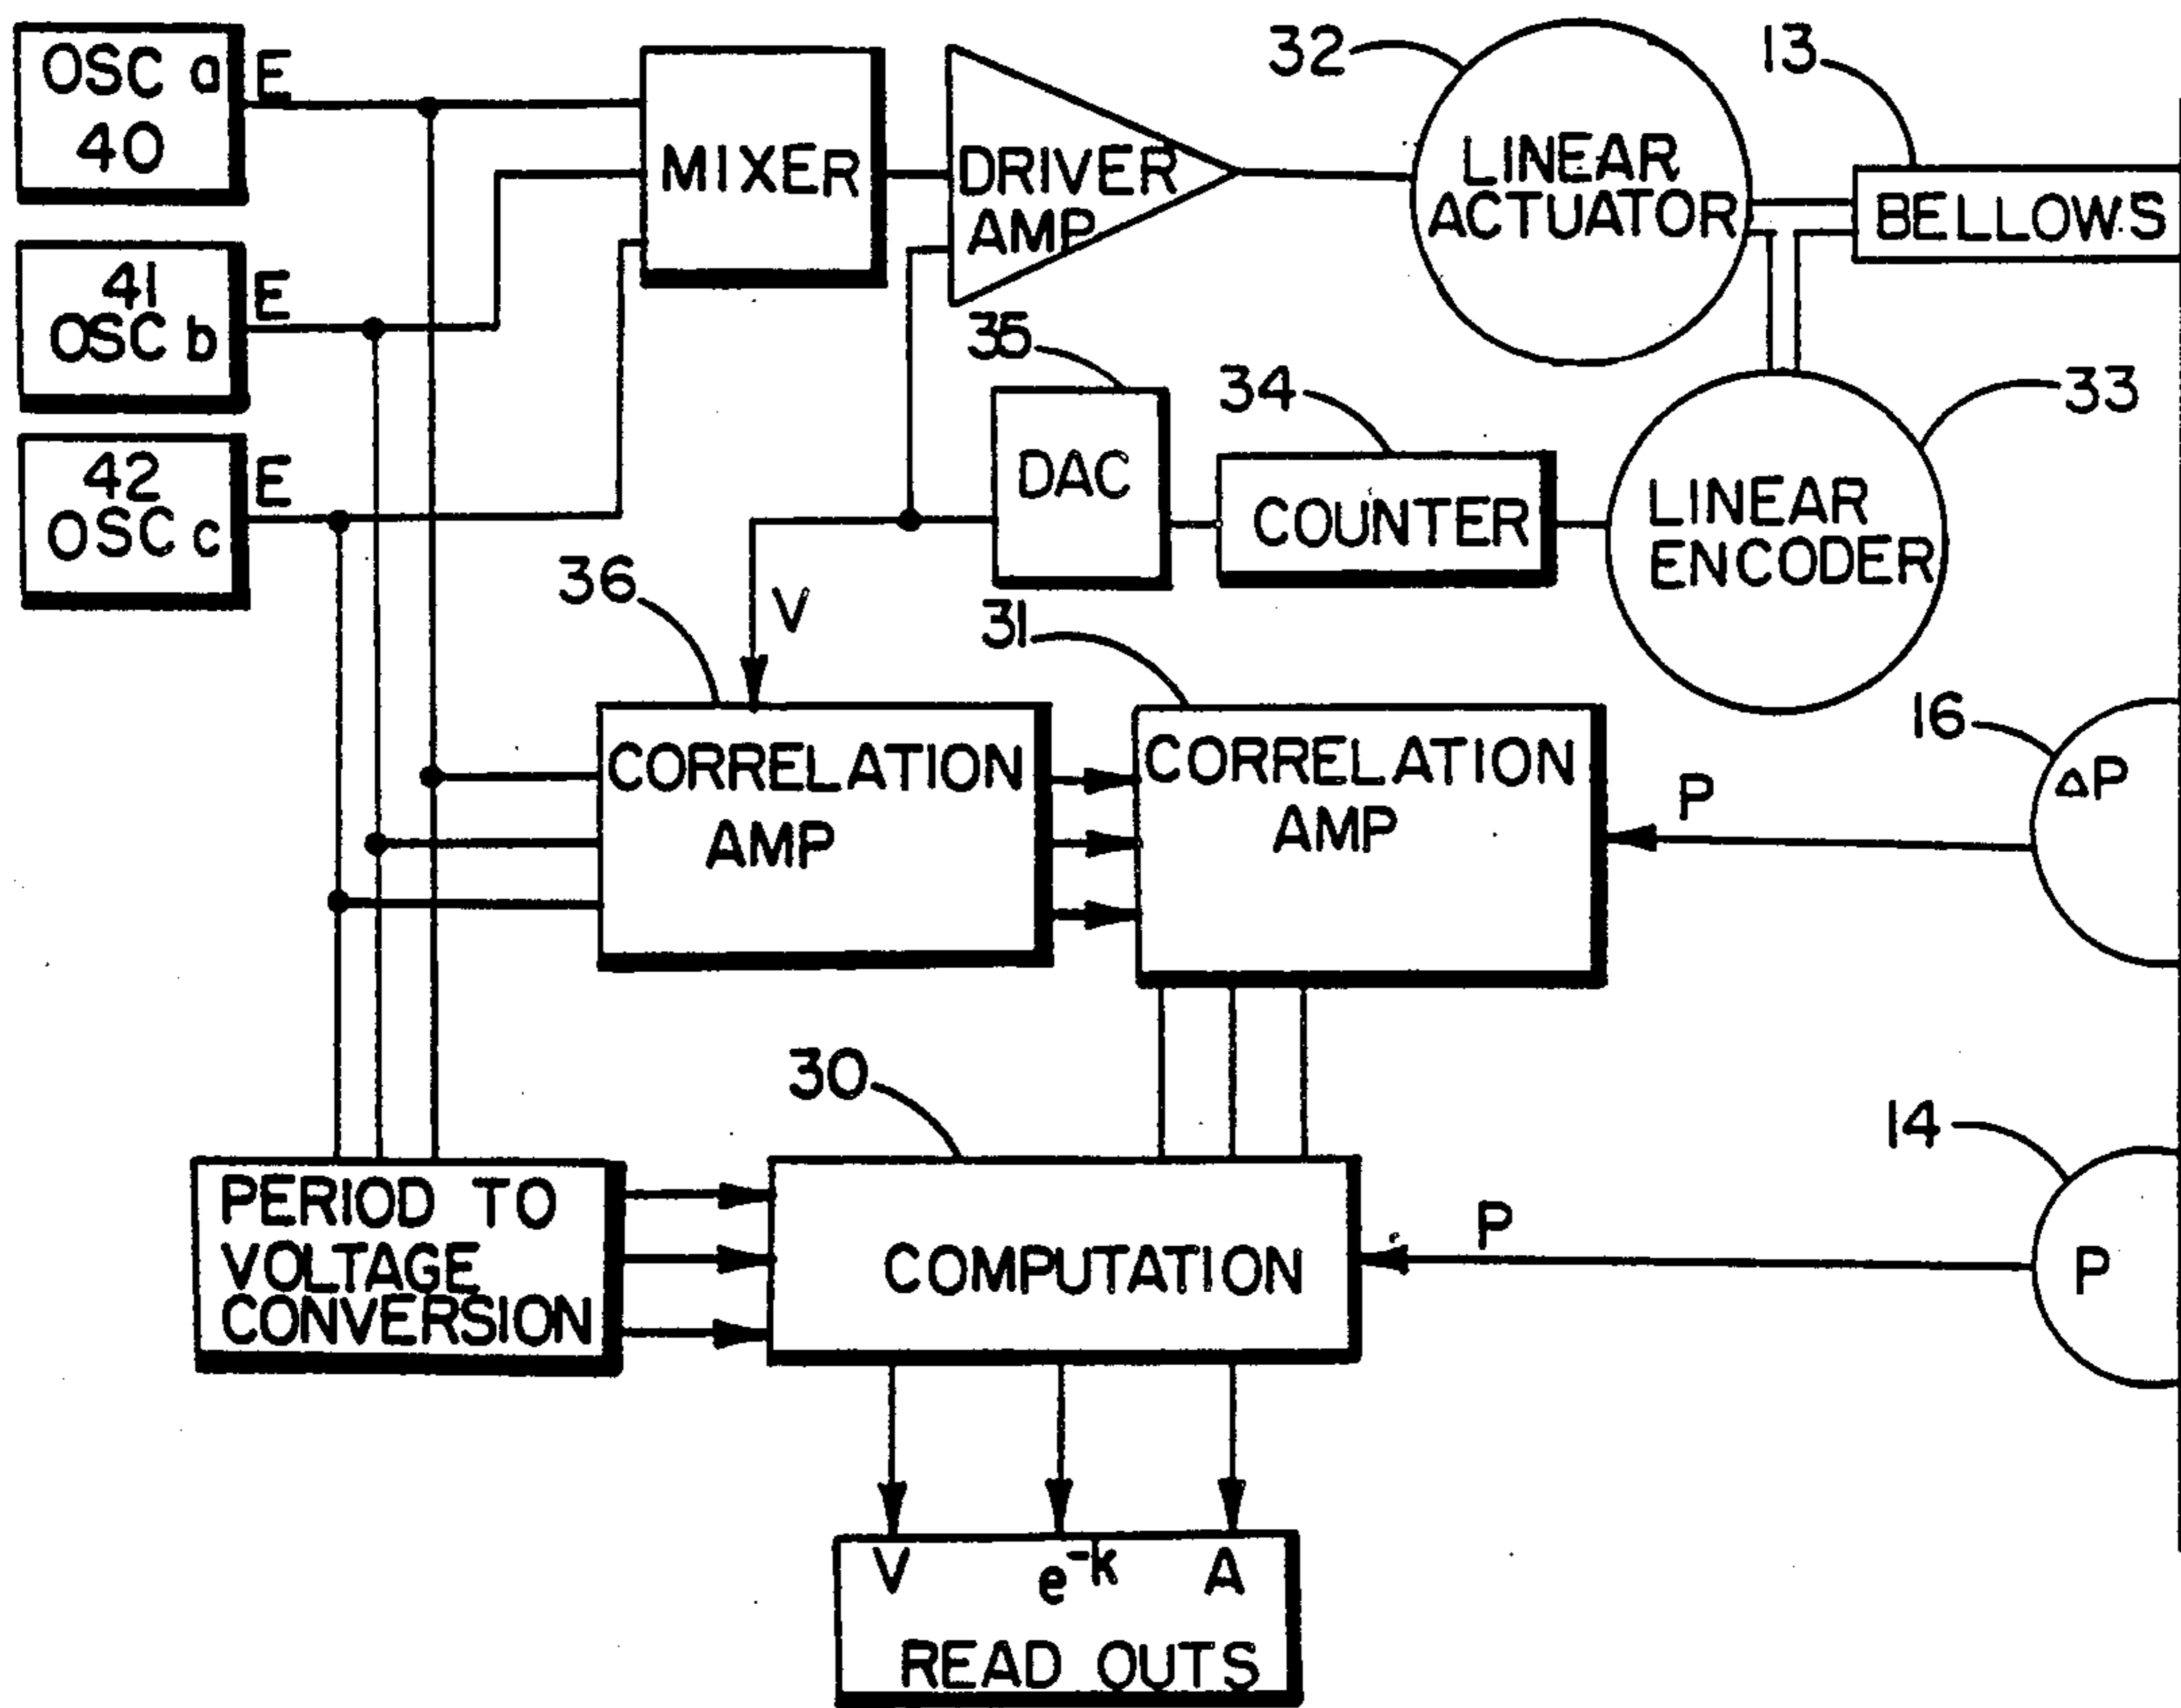 OSC a
40
E
41
OSC b
E
42
OSC c
E
MIXER
DRIVER
AMP
32
LINEAR
ACTUATOR
13
BELLOWS
35
DAC
34
COUNTER
33
LINEAR
ENCODER
36
V
31
CORRELATION
AMP
CORRELATION
AMP
P
16
ΔP
30
14
PERIOD TO
VOLTAGE
CONVERSION
COMPUTATION
P
P
V e^-k A
READ OUTS